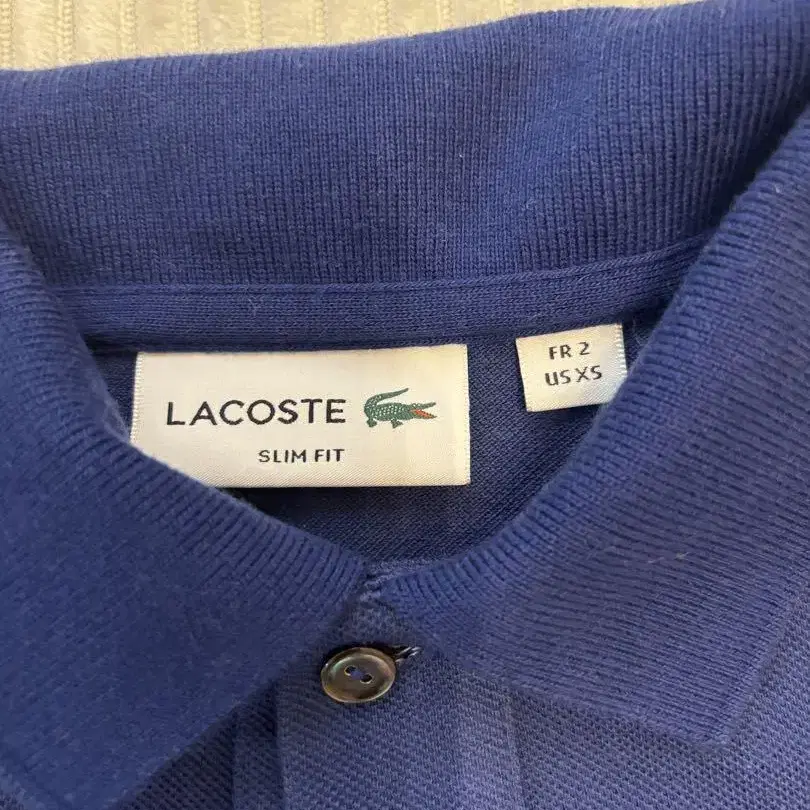 LACOSTE
SLIM FIT
FR 2
US XS